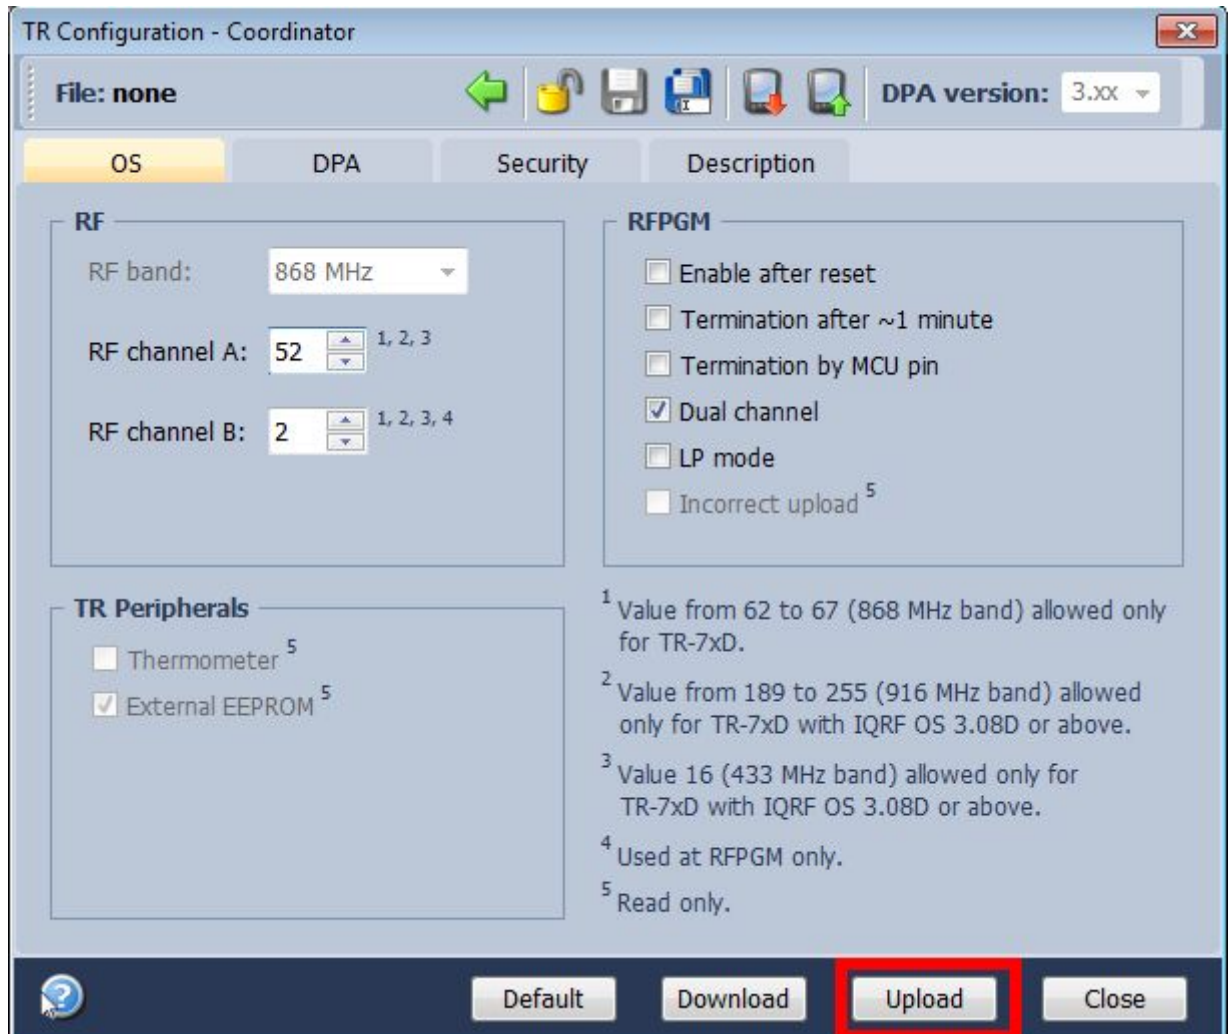 TR Configuration - Coordinator
File: none
DPA version: 3.xx
OS DPA Security Description
RF
RF band: 868 MHz
RF channel A: 52 1, 2, 3
RF channel B: 2 1, 2, 3, 4
RFPGM
Enable after reset
Termination after ~1 minute
Termination by MCU pin
Dual channel
LP mode
Incorrect upload 5
TR Peripherals
Thermometer 5
External EEPROM 5
1 Value from 62 to 67 (868 MHz band) allowed only
for TR-7xD.
2 Value from 189 to 255 (916 MHz band) allowed
only for TR-7xD with IQRF OS 3.08D or above.
3 Value 16 (433 MHz band) allowed only for
TR-7xD with IQRF OS 3.08D or above.
4 Used at RFPGM only.
5 Read only.
? Default Download Upload Close